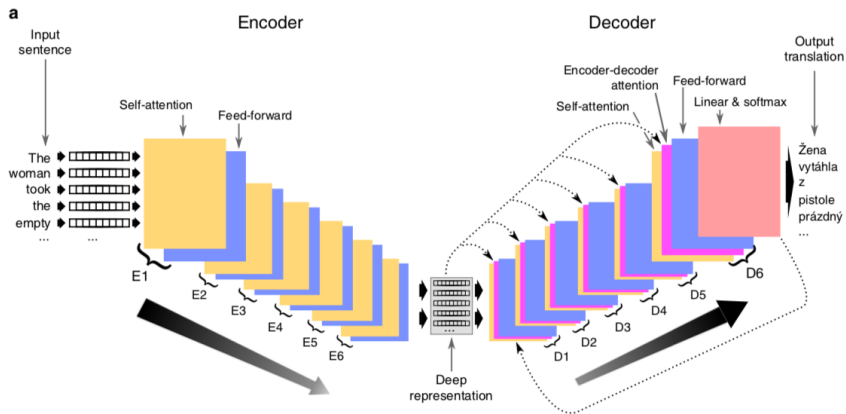 a
Encoder
Decoder
Input
sentence
Output
translation
Self-attention
Feed-forward
Encoder-decoder
attention
Self-attention
Feed-forward
Linear & softmax
The
woman
took
the
empty
...
...
E1
E2
E3
E4
E5
E6
...
Deep
representation
D1
D2
D3
D4
D5
D6
Žena
vytáhla
z
pistole
prázdný
...